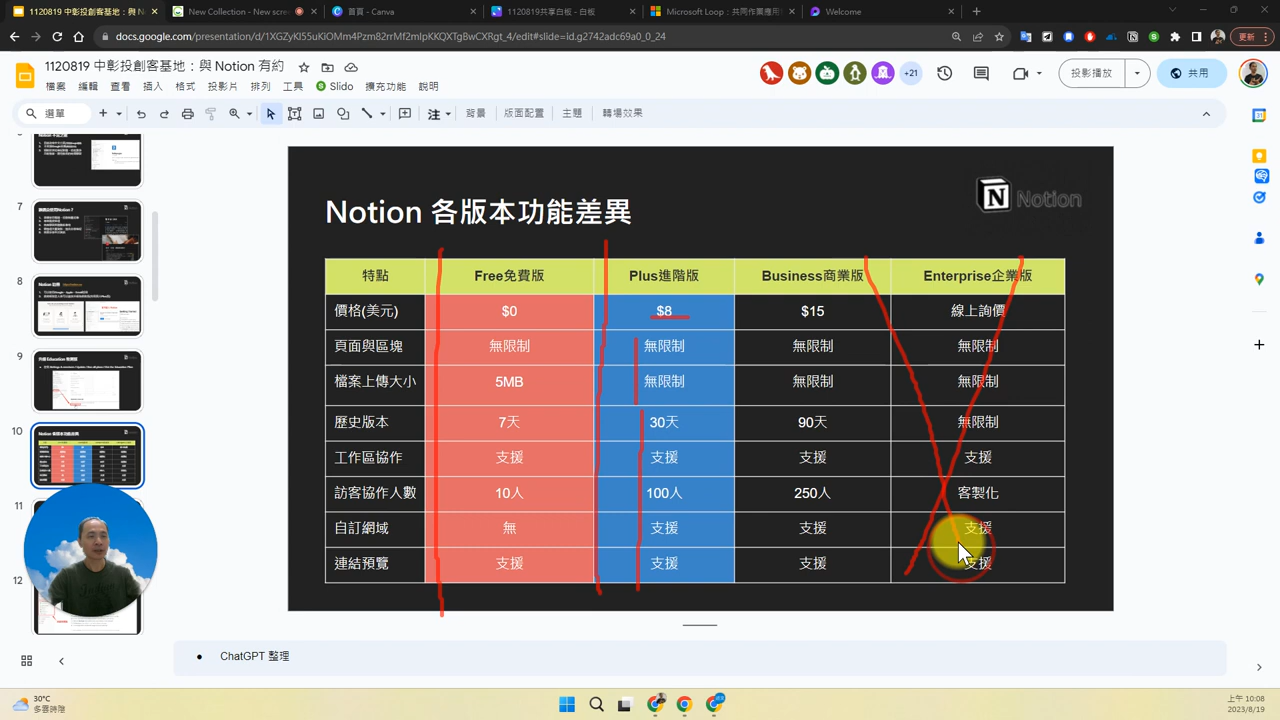 1120819 中彰投創客基地：與 N
New Collection - New scree
首頁 - Canva
1120819共享白板 - 白板
Microsoft Loop：共同作業應用
Welcome
docs.google.com/presentation/d/1XGZyKI55uKiOMm4Pzm82rrMf2mIpKKQXTgBwCXRgt_4/edit#slide=id.g2742adc69a0_0_24
更新
1120819 中彰投創客基地：與 Notion 有約
檔案 編輯 查看 插入 格式 投影片 排列 工具 Slido 擴充功能 說明
+21
投影播放
共用
選單
背景 版面配置 主題 轉場效果
7
8
9
10
11
12
Notion 各版本功能差異
Notion
特點 Free免費版 Plus進階版 Business商業版 Enterprise企業版
價格(美元) $0 $8 $15 線上詢價
頁面與區塊 無限制 無限制 無限制 無限制
檔案上傳大小 5MB 無限制 無限制 無限制
歷史版本 7天 30天 90天 無限制
工作區協作 支援 支援 支援 支援
訪客協作人數 10人 100人 250人 客製化
自訂網域 無 支援 支援 支援
連結預覽 支援 支援 支援 支援
ChatGPT 整理
30°C
多雲時陰
上午 10:08
2023/8/19